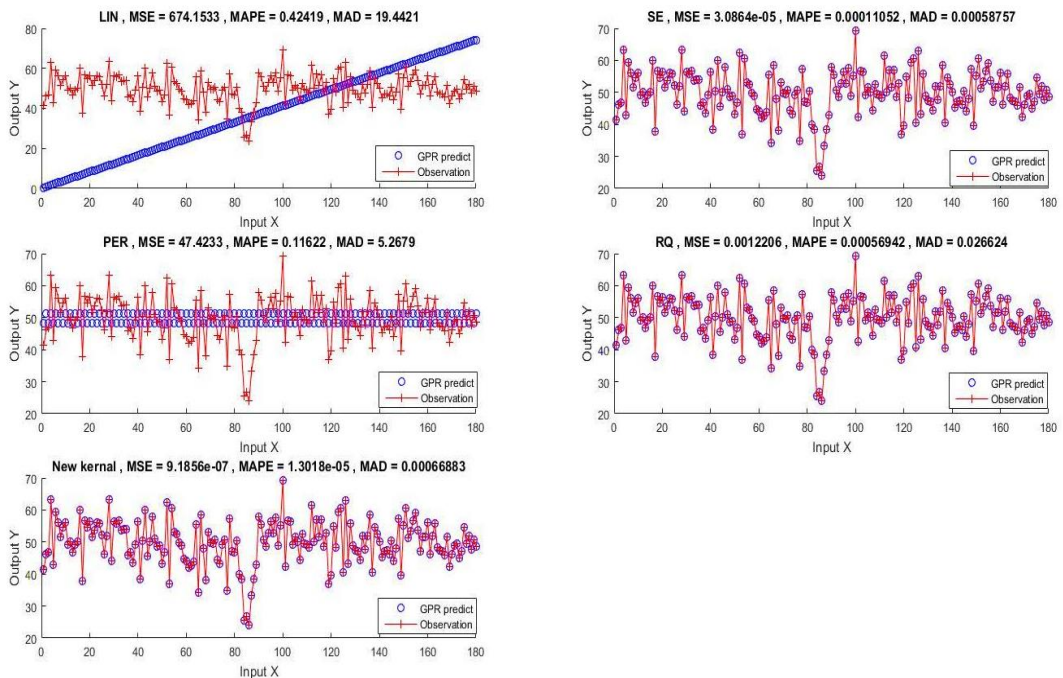 LIN , MSE = 674.1533 , MAPE = 0.42419 , MAD = 19.4421
80
60
40
20
0
Output Y
GPR predict
Observation
0 20 40 60 80 100 120 140 160 180
Input X
SE , MSE = 3.0864e-05 , MAPE = 0.00011052 , MAD = 0.00058757
70
60
50
40
30
20
Output Y
GPR predict
Observation
0 20 40 60 80 100 120 140 160 180
Input X
PER , MSE = 47.4233 , MAPE = 0.11622 , MAD = 5.2679
70
60
50
40
30
20
Output Y
GPR predict
Observation
0 20 40 60 80 100 120 140 160 180
Input X
RQ , MSE = 0.0012206 , MAPE = 0.00056942 , MAD = 0.026624
70
60
50
40
30
20
Output Y
GPR predict
Observation
0 20 40 60 80 100 120 140 160 180
Input X
New kernal , MSE = 9.1856e-07 , MAPE = 1.3018e-05 , MAD = 0.00066883
70
60
50
40
30
20
Output Y
GPR predict
Observation
0 20 40 60 80 100 120 140 160 180
Input X